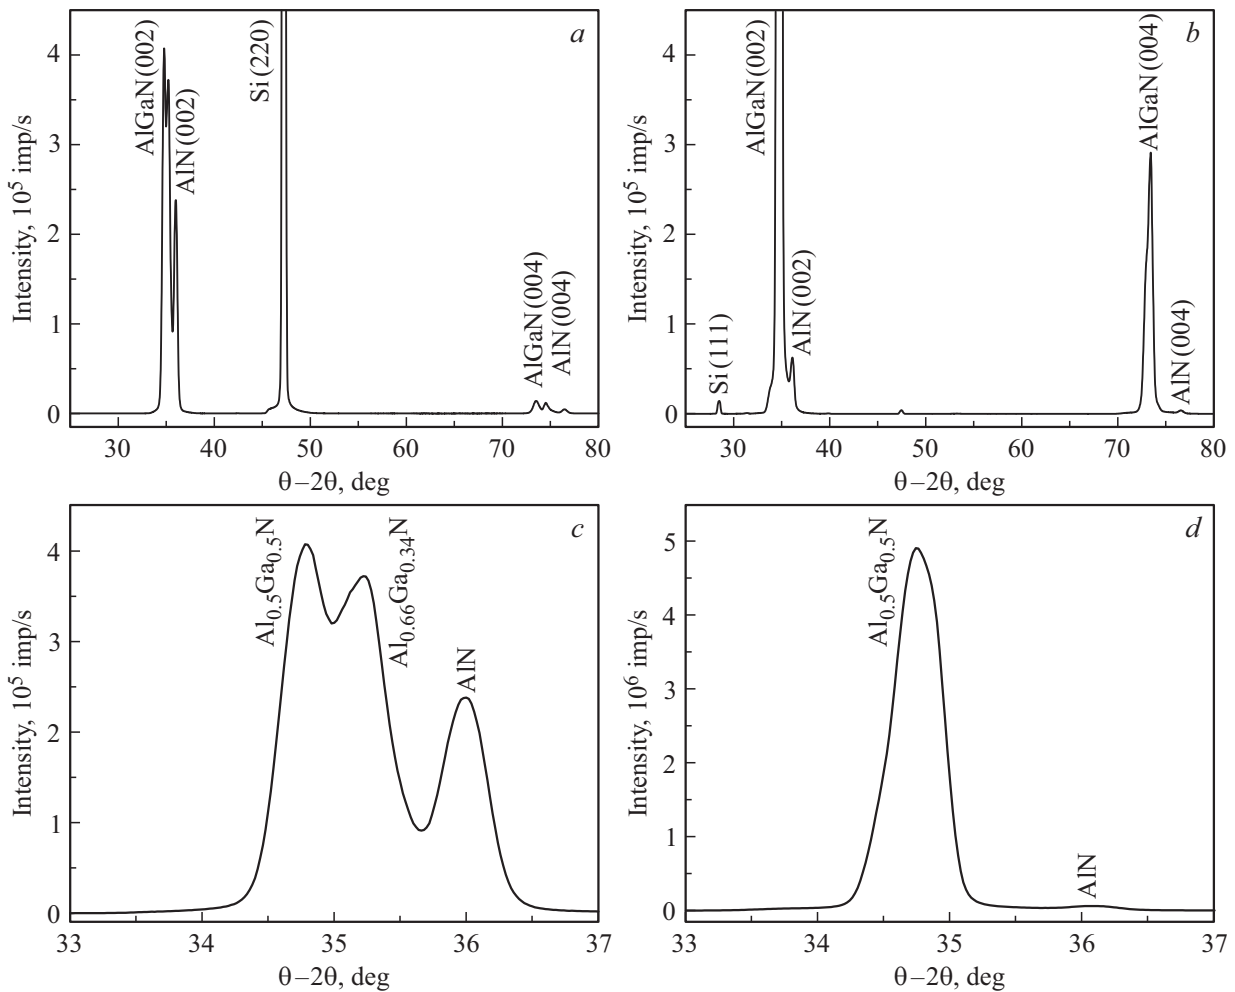 a
AlGaN (002)
AlN (002)
Si (220)
AlGaN (004)
AlN (004)
Intensity, 10⁵ imp/s
4
3
2
1
0
30 40 50 60 70 80
θ–2θ, deg
b
AlGaN (002)
AlGaN (004)
Si (111)
AlN (002)
AlN (004)
Intensity, 10⁵ imp/s
4
3
2
1
0
30 40 50 60 70 80
θ–2θ, deg
c
Al₀.₅Ga₀.₅N
Al₀.₆₆Ga₀.₃₄N
AlN
Intensity, 10⁵ imp/s
4
3
2
1
0
33 34 35 36 37
θ–2θ, deg
d
Al₀.₅Ga₀.₅N
AlN
Intensity, 10⁶ imp/s
5
4
3
2
1
0
33 34 35 36 37
θ–2θ, deg